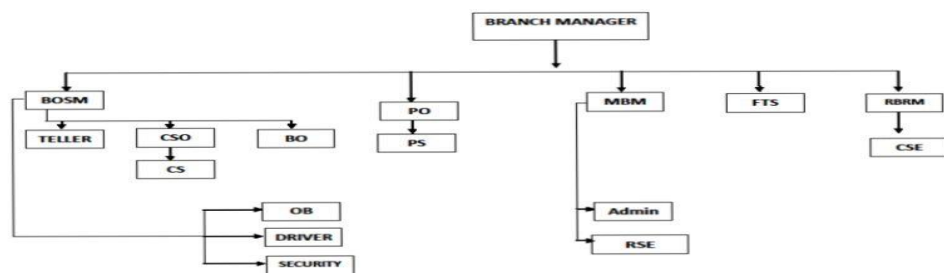 BRANCH MANAGER
BOSM
PO
MBM
FTS
RBRM
TELLER
CSO
BO
PS
CSE
CS
OB
Admin
DRIVER
RSE
SECURITY